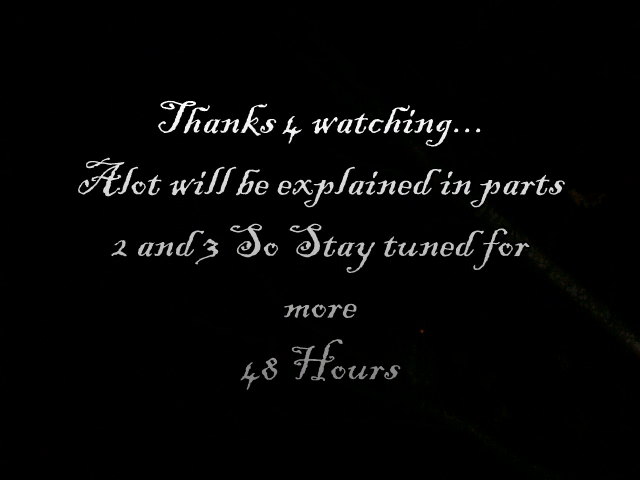 Thanks 4 watching...
Alot will be explained in parts
2 and 3 So Stay tuned for
more
48 Hours